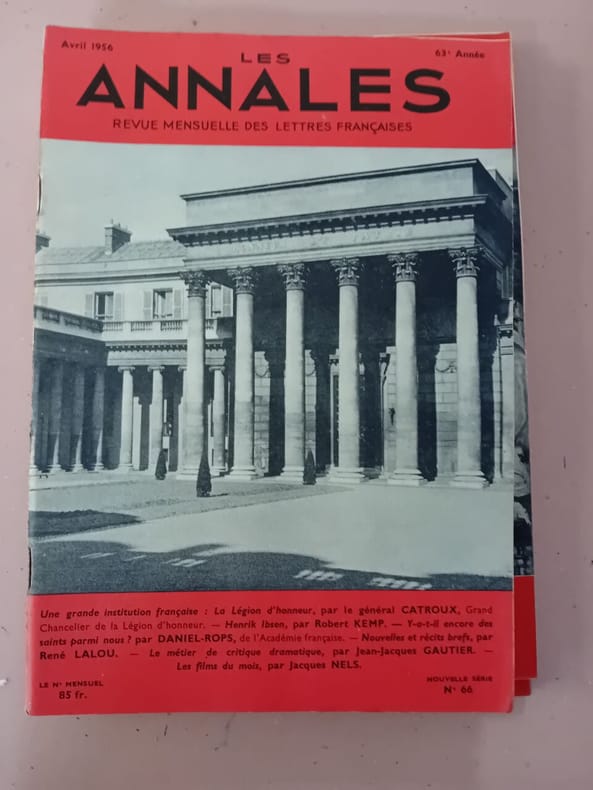 Avril 1956
63e Année
LES
ANNALES
REVUE MENSUELLE DES LETTRES FRANÇAISES
Une grande institution française : La Légion d'honneur, par le général CATROUX, Grand
Chancelier de la Légion d'honneur. — Henrik Ibsen, par Robert KEMP. — Y-a-t-il encore des
saints parmi nous ? par DANIEL-ROPS, de l'Académie française. — Nouvelles et récits brefs, par
René LALOU. — Le métier de critique dramatique, par Jean-Jacques GAUTIER. —
Les films du mois, par Jacques NELS.
LE No MENSUEL
85 fr.
NOUVELLE SÉRIE
No 66